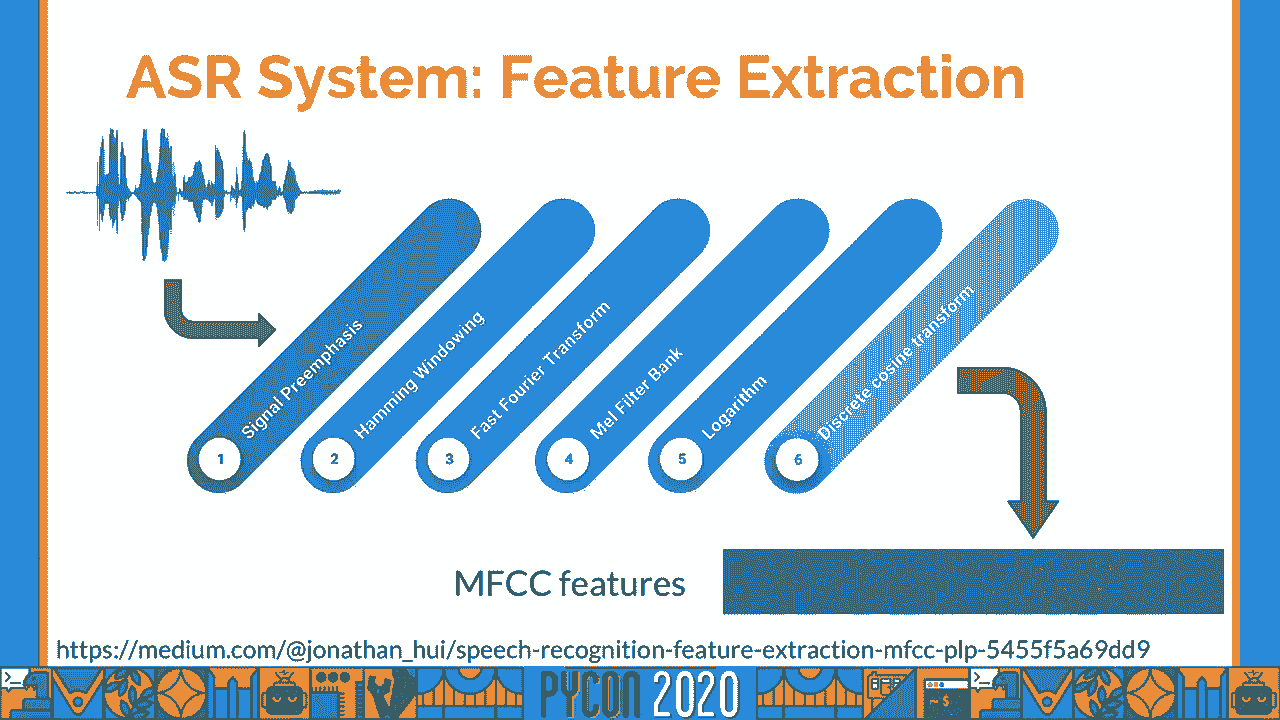 ASR System: Feature Extraction
Signal Preemphasis
Hamming Windowing
Fast Fourier Transform
Mel Filter Bank
Logarithm
Discrete cosine transform
1
2
3
4
5
6
MFCC features
https://medium.com/@jonathan_hui/speech-recognition-feature-extraction-mfcc-plp-5455f5a69dd9
PYCON 2020
~ $